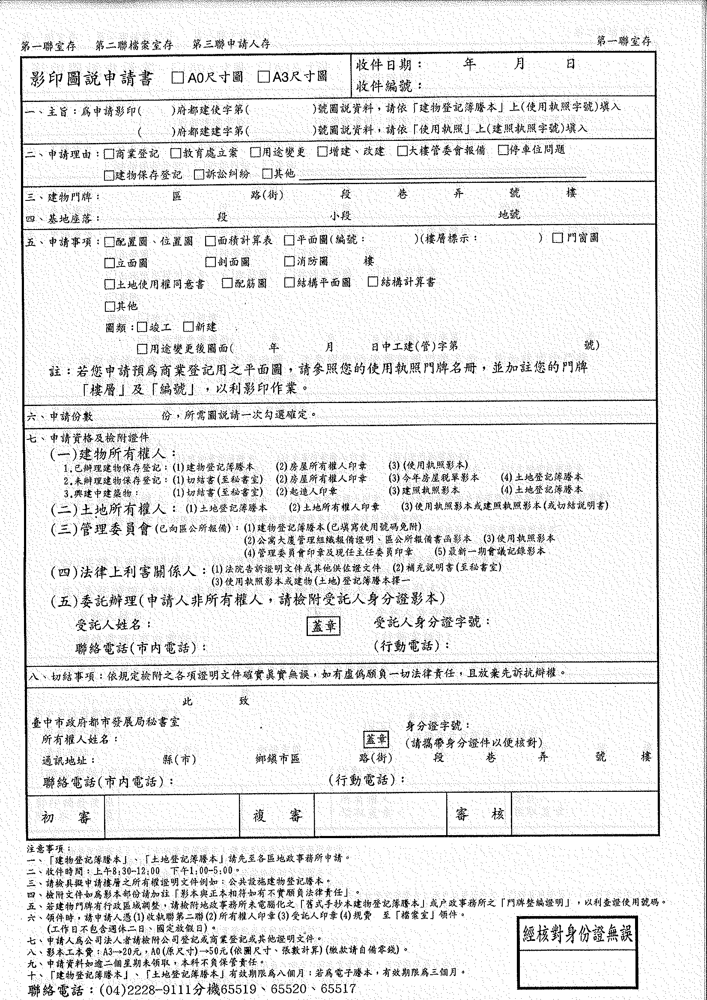 第一聯室存　第二聯檔案室存　第三聯申請人存　第一聯室存
影印圖説申請書　□A0尺寸圖　□A3尺寸圖
收件日期：　年　月　日
收件編號：
一、主旨：為申請影印(　)府都建使字第(　)號圖説資料，請依「建物登記簿謄本」上(使用執照字號)填入
(　)府都建建字第(　)號圖説資料，請依「使用執照」上(建照執照字號)填入
二、申請理由：□商業登記　□教育處立案　□用途變更　□增建、改建　□大樓管委會報備　□停車位問題
□建物保存登記　□訴訟糾紛　□其他
三、建物門牌：　區　路(街)　段　巷　弄　號　樓
四、基地座落：　段　小段　地號
五、申請事項：□配置圖、位置圖　□面積計算表　□平面圖(編號：　)(樓層標示：　)　□門窗圖
□立面圖　□剖面圖　□消防圖　樓
□土地使用權同意書　□配筋圖　□結構平面圖　□結構計算書
□其他
圖類：□竣工　□新建
□用途變更後圖面(　年　月　日中工建(管)字第　號)
註：若您申請預為商業登記用之平面圖，請參照您的使用執照門牌名冊，並加註您的門牌
「樓層」及「編號」，以利影印作業。
六、申請份數　份，所需圖説請一次勾選確定。
七、申請資格及檢附證件
(一)建物所有權人：
1.已辦理建物保存登記：(1)建物登記簿謄本　(2)房屋所有權人印章　(3)(使用執照影本)
2.未辦理建物保存登記：(1)切結書(至秘書室)　(2)房屋所有權人印章　(3)今年房屋稅單影本　(4)土地登記簿謄本
3.興建中建築物：　(1)切結書(至秘書室)　(2)起造人印章　(3)建照執照影本　(4)土地登記簿謄本
(二)土地所有權人：(1)土地登記簿謄本　(2)土地所有權人印章　(3)使用執照影本或建照執照影本(或切結説明書)
(三)管理委員會(已向區公所報備)：(1)建物登記簿謄本(已填寫使用號碼免附)
(2)公寓大廈管理組織報備證明、區公所報備書函影本　(3)使用執照影本
(4)管理委員會印章及現任主任委員印章　(5)最新一期會議記錄影本
(四)法律上利害關係人：(1)法院告訴證明文件或其他供佐證文件　(2)補充説明書(至秘書室)
(3)使用執照影本或建物(土地)登記簿謄本擇一
(五)委託辦理(申請人非所有權人，請檢附受託人身分證影本)
受託人姓名：　蓋章　受託人身分證字號：
聯絡電話(市內電話)：　(行動電話)：
八、切結事項：依規定檢附之各項證明文件確實真實無誤，如有虛偽願負一切法律責任，且放棄先訴抗辯權。
此　致
臺中市政府都市發展局秘書室
所有權人姓名：　蓋章　身分證字號：
(請攜帶身分證件以便核對)
通訊地址：　縣(市)　鄉鎮市區　路(街)　段　巷　弄　號　樓
聯絡電話(市內電話)：　(行動電話)：
初　審　複　審　審　核
注意事項：
一、「建物登記簿謄本」、「土地登記簿謄本」請先至各區地政事務所申請。
二、收件時間：上午8:30-12:00　下午1:00-5:00。
三、請檢具擬申請樓層之所有權證明文件例如：公共設施建物登記謄本。
四、檢附文件如為影本部份請加註「影本與正本相符如有不實願負法律責任」。
五、若建物門牌有行政區域調整，請檢附地政事務所未電腦化之「舊式手抄本建物登記簿謄本」或户政事務所之「門牌整編證明」，以利查證使用號碼。
六、領件時，請申請人憑(1)收執聯第二聯(2)所有權人印章(3)受託人印章(4)規費　至「檔案室」領件。
(工作日不包含週休二日、國定放假日)。
七、申請人為公司法人者請檢附公司登記或商業登記或其他證明文件。
八、影本工本費：A3→20元，A0(原尺寸)→50元(依圖尺寸、張數計算)(繳款請自備零錢)。
九、申請資料如逾二個星期未領取，本科不負保管責任。
十、「建物登記簿謄本」、「土地登記簿謄本」有效期限為八個月：若為電子謄本，有效期限為三個月。
聯絡電話：(04)2228-9111分機65519、65520、65517
經核對身份證無誤